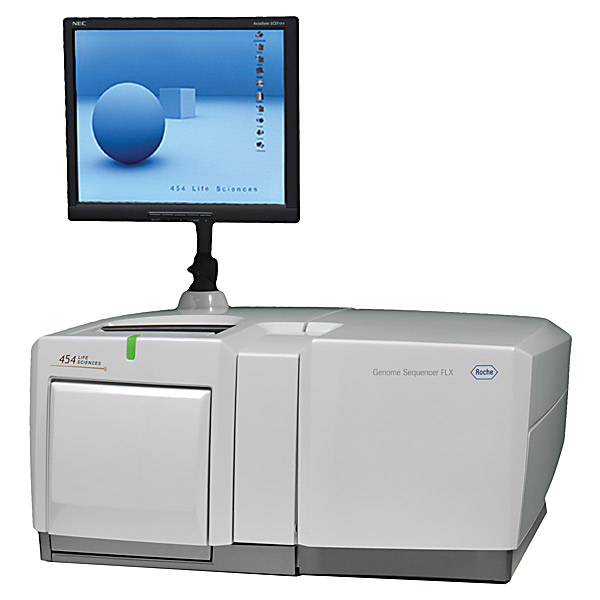 NEC
454 Life Sciences
454 LIFE
SCIENCES
Genome Sequencer FLX
Roche